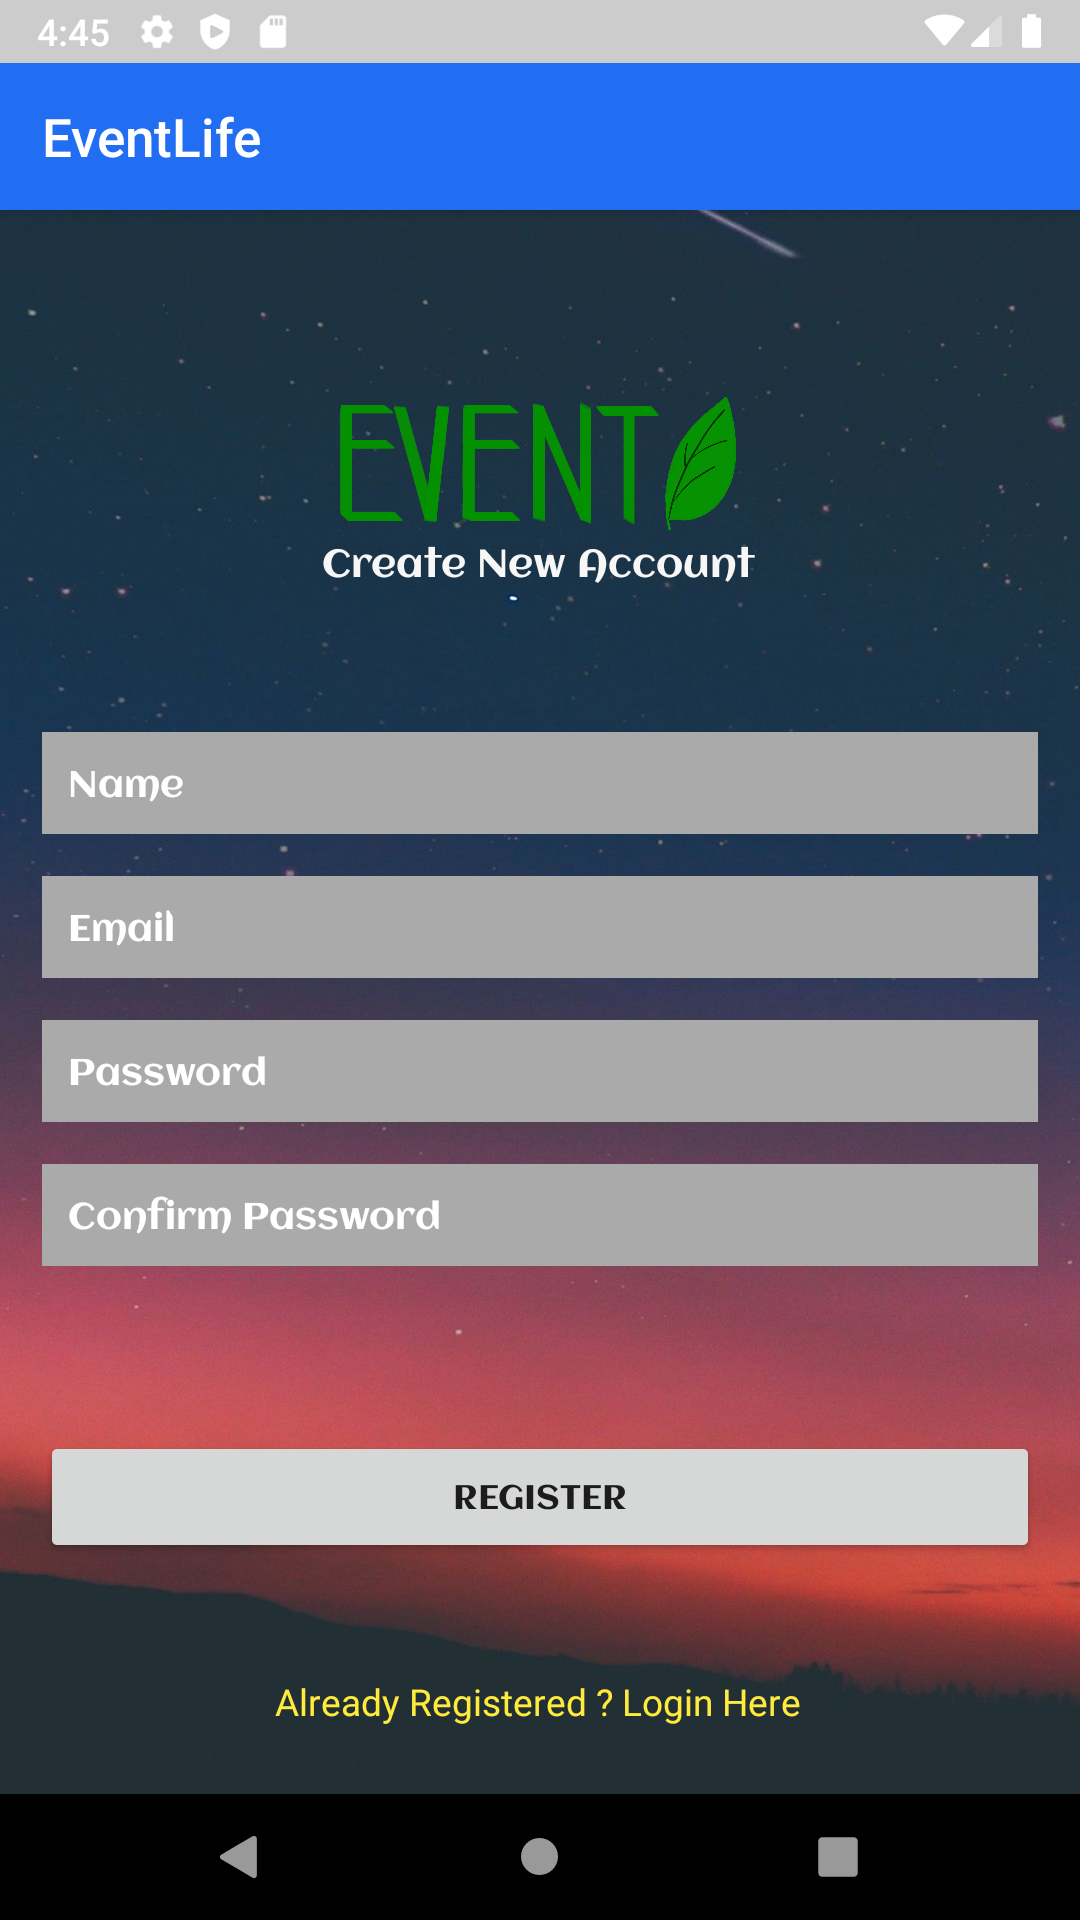 4:45
EventLife
EVENT
Create New Account
Name
Email
Password
Confirm Password
REGISTER
Already Registered ? Login Here